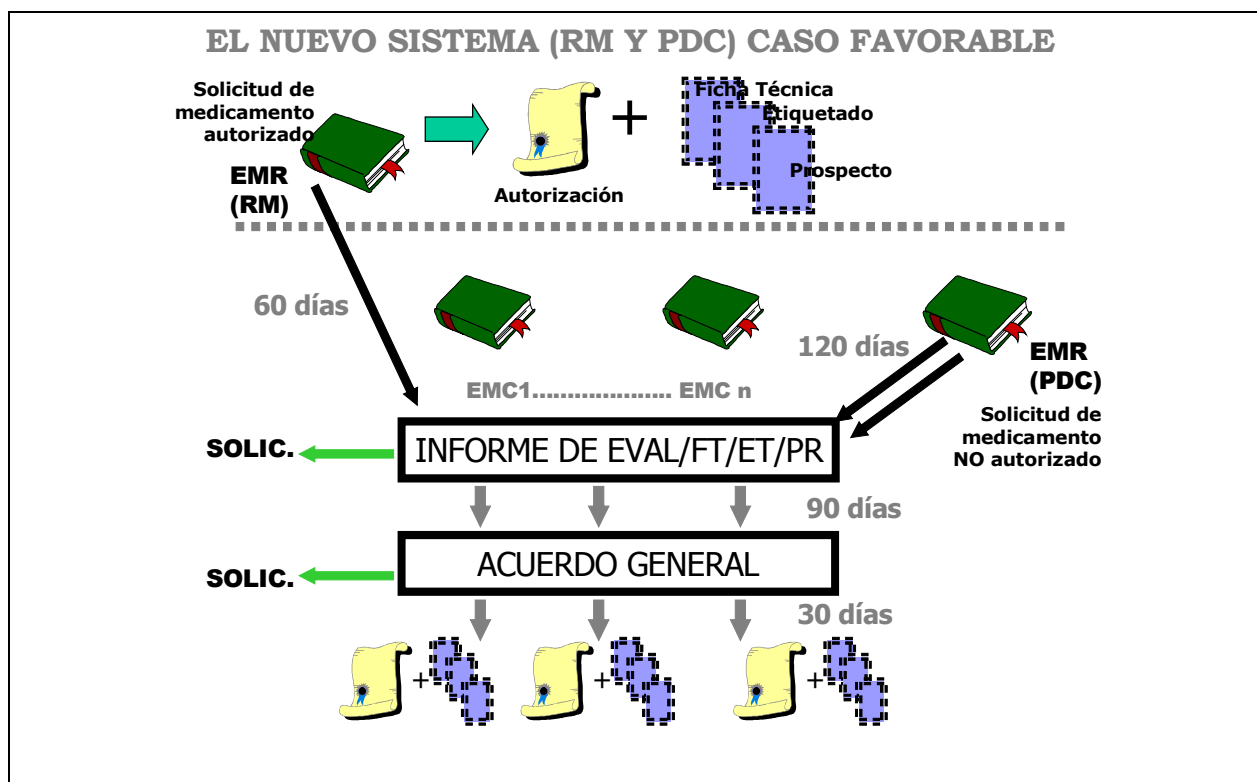 EL NUEVO SISTEMA (RM Y PDC) CASO FAVORABLE
Solicitud de
medicamento
autorizado
EMR
(RM)
+
Autorización
Ficha Técnica
Etiquetado
Prospecto
60 días
120 días
EMR
(PDC)
Solicitud de
medicamento
NO autorizado
EMC1.................... EMC n
SOLIC.
INFORME DE EVAL/FT/ET/PR
90 días
SOLIC.
ACUERDO GENERAL
30 días
+
+
+